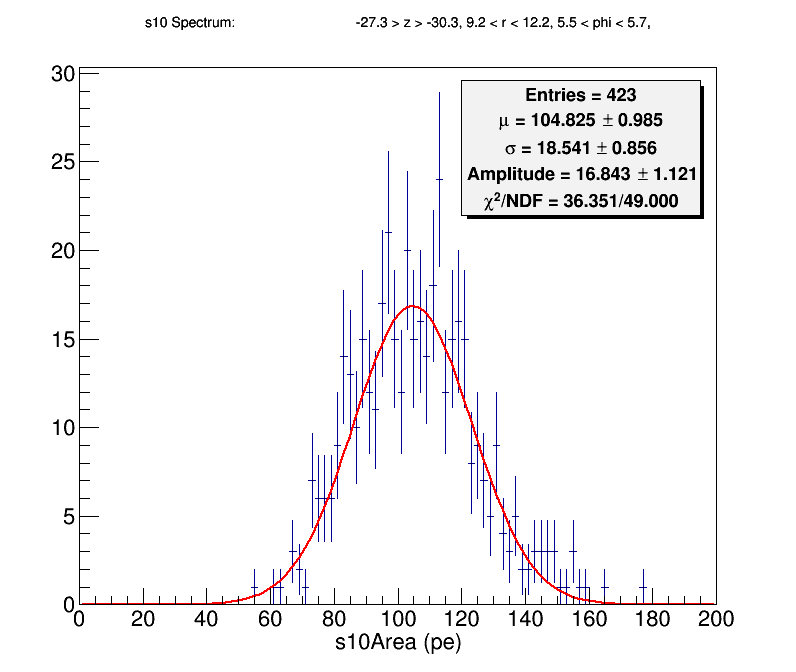 s10 Spectrum: -27.3 > z > -30.3, 9.2 < r < 12.2, 5.5 < phi < 5.7,
Entries = 423
μ = 104.825 ± 0.985
σ = 18.541 ± 0.856
Amplitude = 16.843 ± 1.121
χ²/NDF = 36.351/49.000
30
25
20
15
10
5
0
0 20 40 60 80 100 120 140 160 180 200
s10Area (pe)